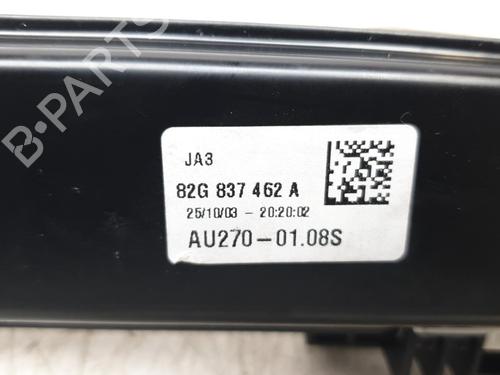 B-PARTS
JA3
82G 837 462 A
25/10/03 - 20:20:02
AU270-01.08S